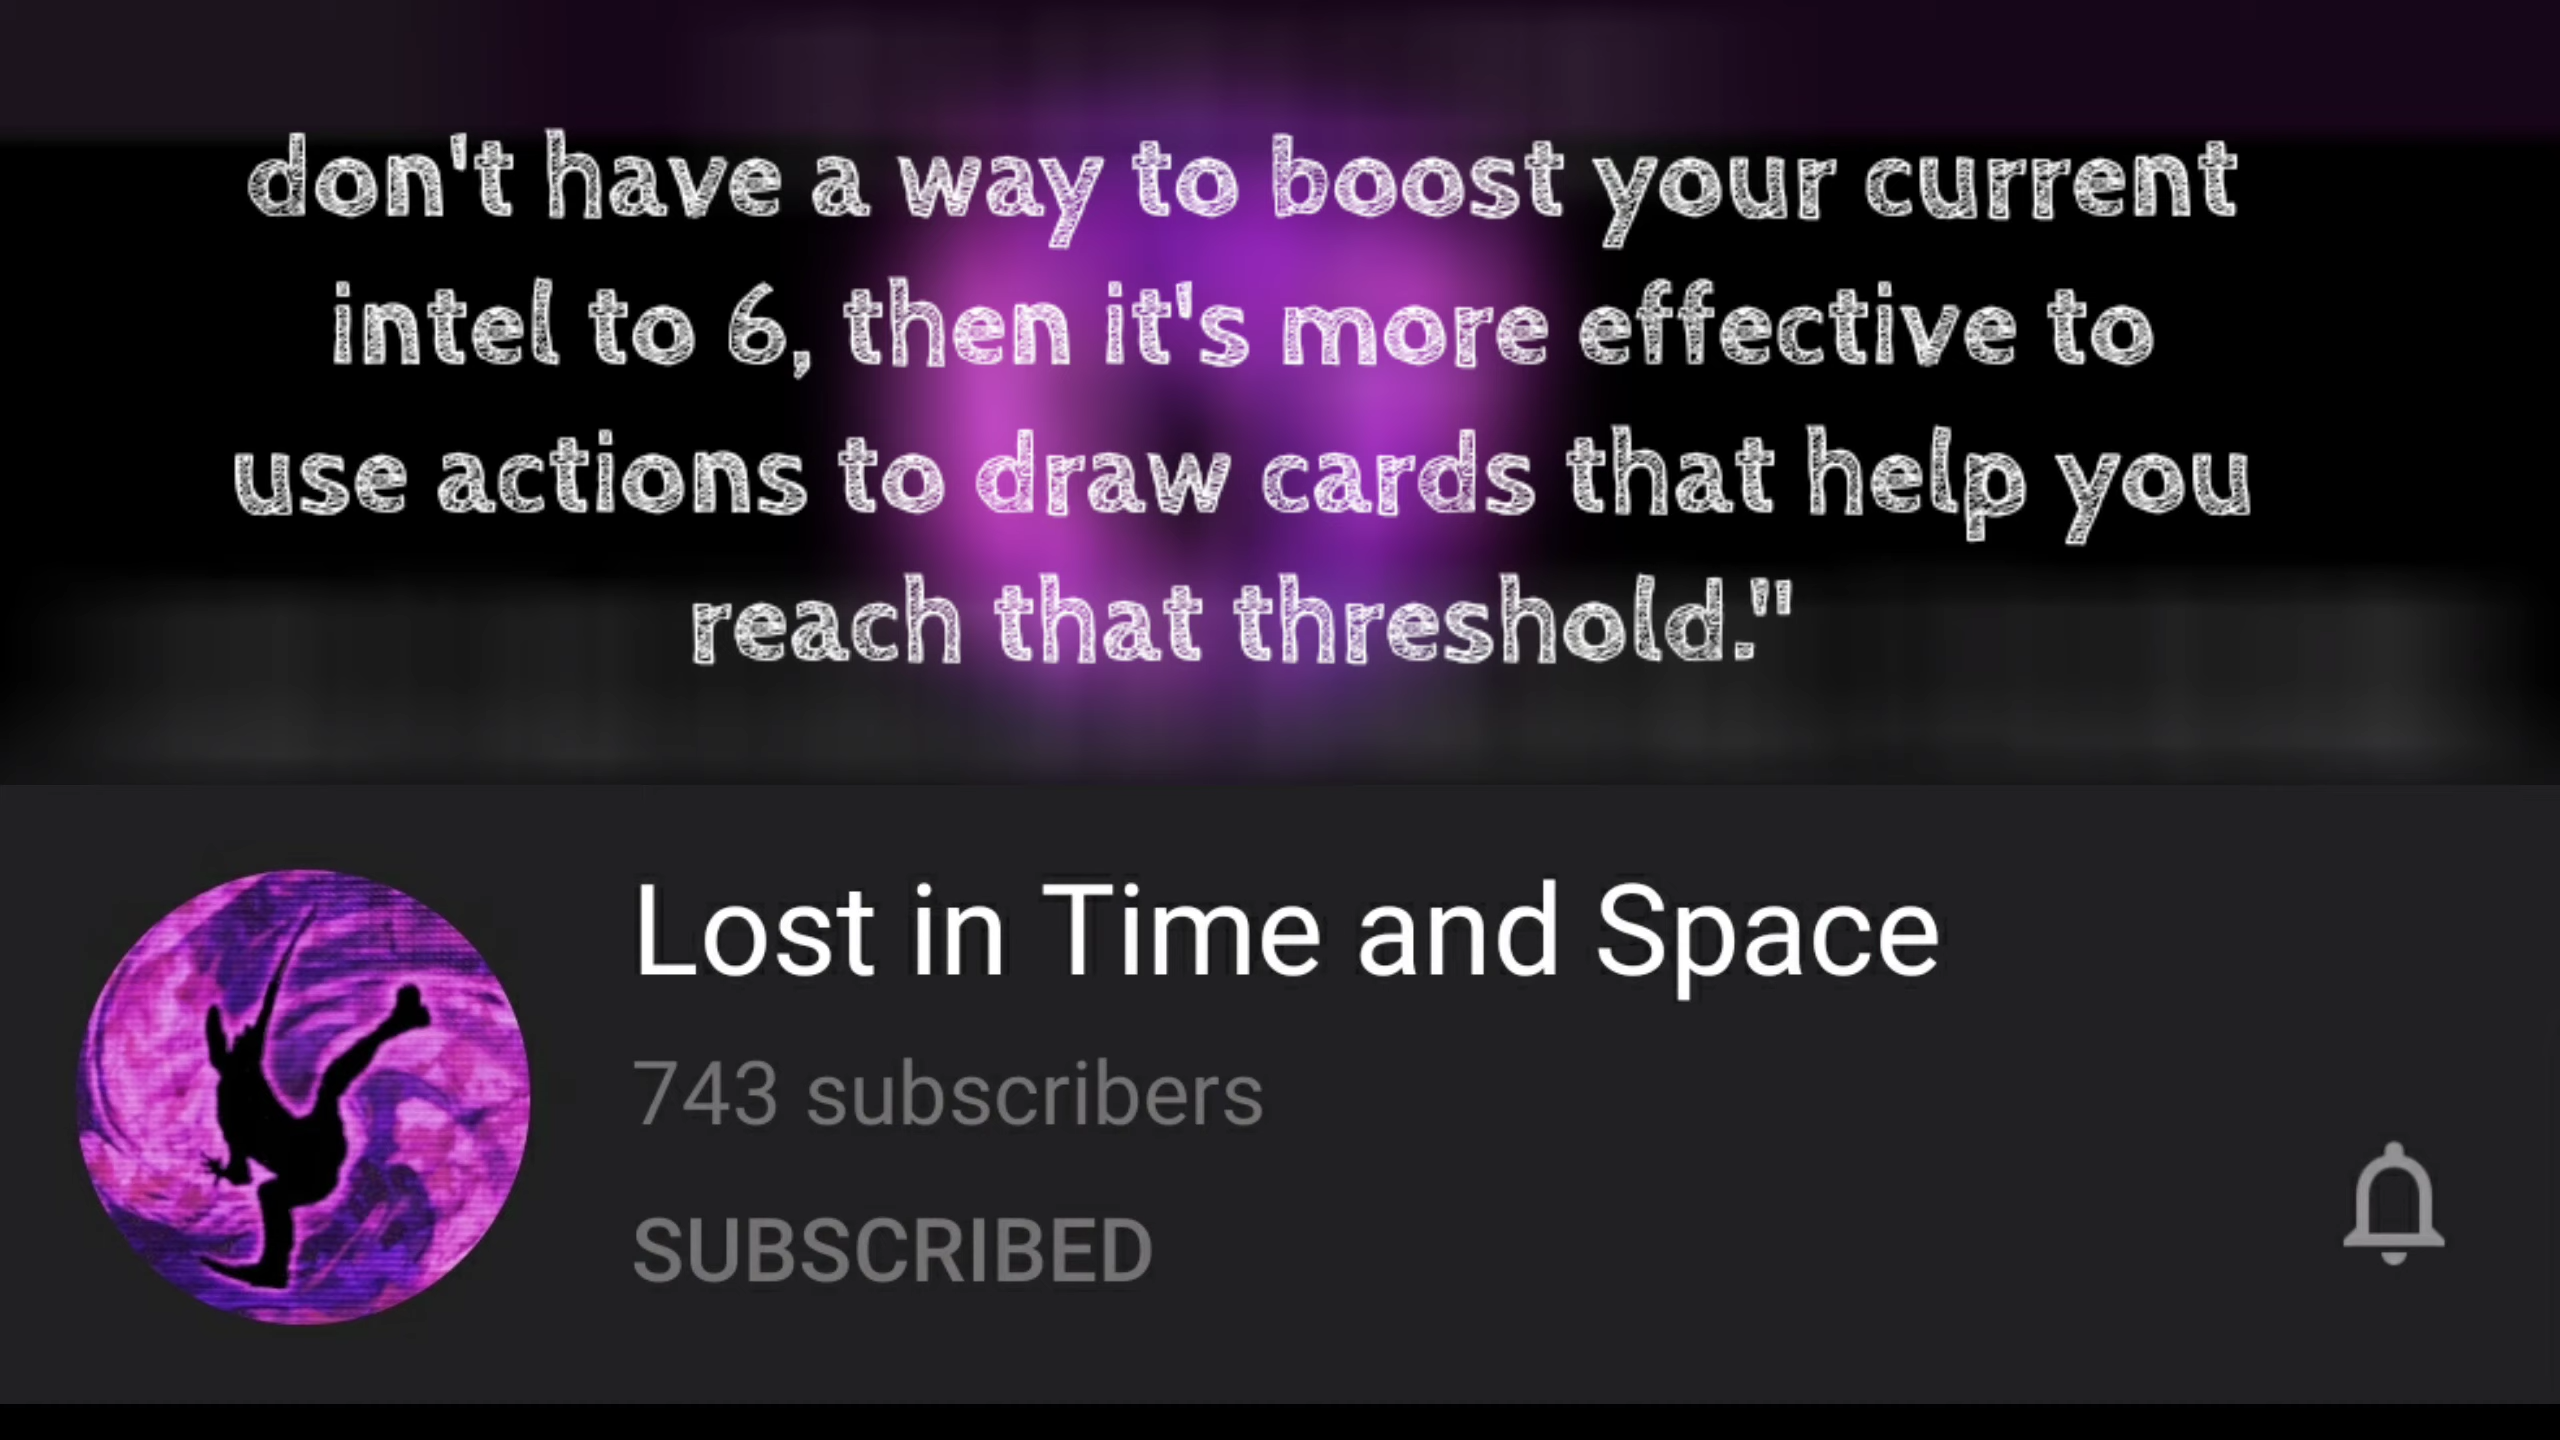 don't have a way to boost your current
intel to 6, then it's more effective to
use actions to draw cards that help you
reach that threshold."
Lost in Time and Space
743 subscribers
SUBSCRIBED